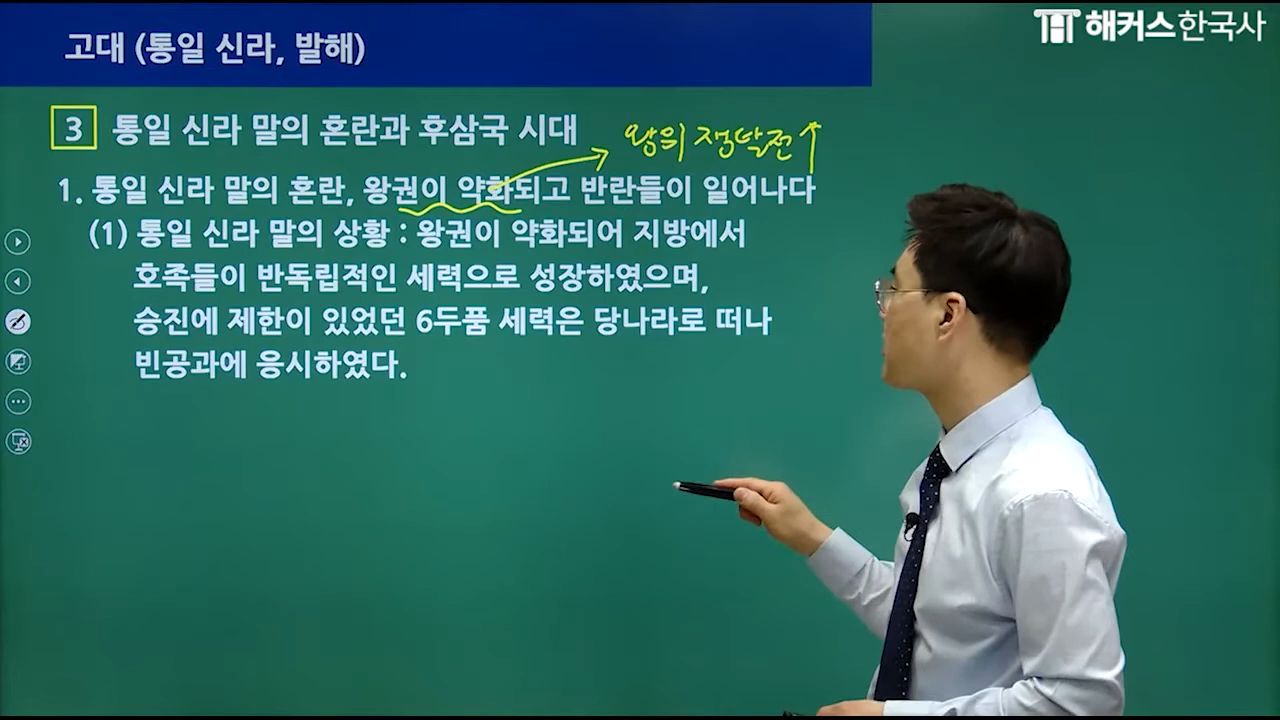 해커스한국사
고대 (통일 신라, 발해)
3 통일 신라 말의 혼란과 후삼국 시대
왕위 쟁탈전↑
1. 통일 신라 말의 혼란, 왕권이 약화되고 반란들이 일어나다
(1) 통일 신라 말의 상황 : 왕권이 약화되어 지방에서
호족들이 반독립적인 세력으로 성장하였으며,
승진에 제한이 있었던 6두품 세력은 당나라로 떠나
빈공과에 응시하였다.